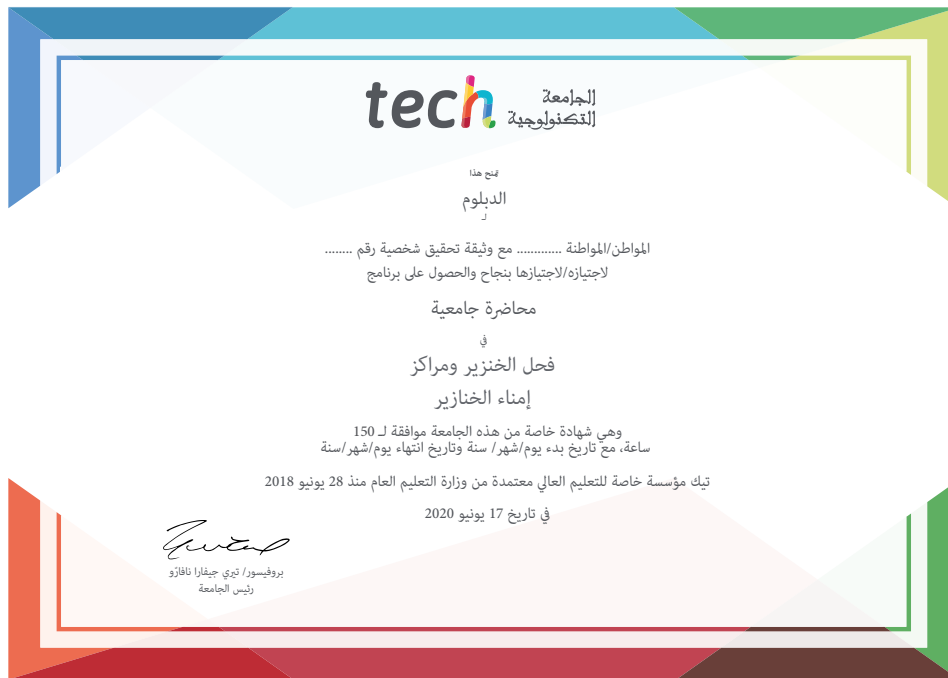 tech الجامعة
التكنولوجية
تمنح هذا
الدبلوم
لـ
المواطن/المواطنة ............. مع وثيقة تحقيق شخصية رقم ........
لاجتيازه/لاجتيازها بنجاح والحصول على برنامج
محاضرة جامعية
في
فحل الخنزير ومراكز
إمناء الخنازير
وهي شهادة خاصة من هذه الجامعة موافقة لـ 150
ساعة، مع تاريخ بدء يوم/شهر/ سنة وتاريخ انتهاء يوم/شهر/سنة
تيك مؤسسة خاصة للتعليم العالي معتمدة من وزارة التعليم العام منذ 28 يونيو 2018
في تاريخ 17 يونيو 2020
بروفيسور/ تيري جيفارا نافارّو
رئيس الجامعة